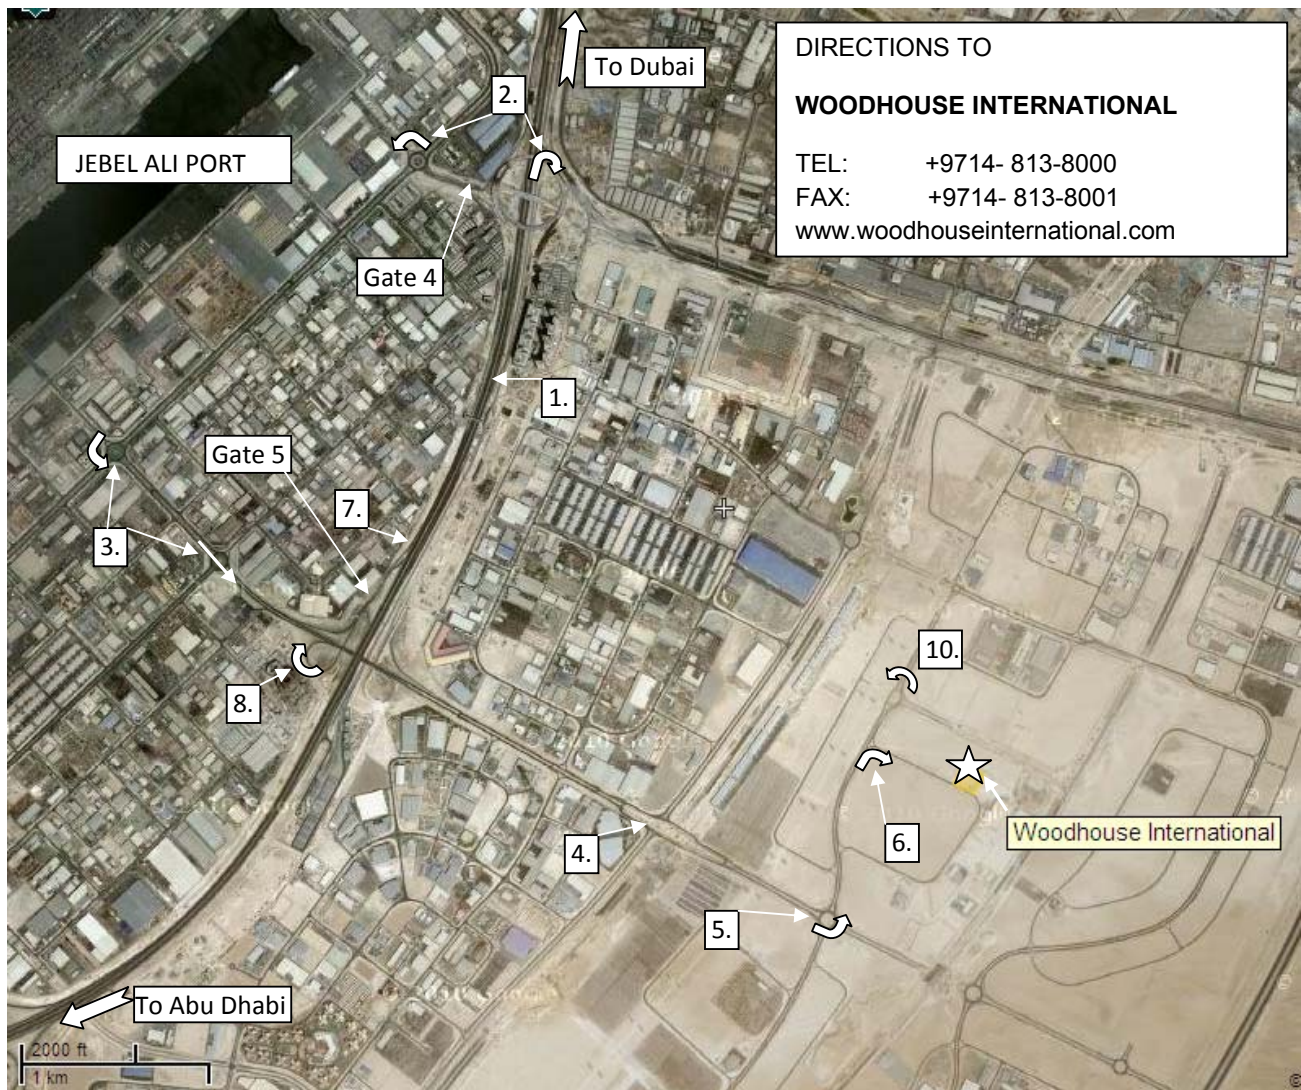 DIRECTIONS TO
WOODHOUSE INTERNATIONAL
TEL: +9714- 813-8000
FAX: +9714- 813-8001
www.woodhouseinternational.com
To Dubai
2.
JEBEL ALI PORT
Gate 4
1.
Gate 5
7.
3.
10.
8.
6.
Woodhouse International
4.
5.
To Abu Dhabi
2000 ft
1 km